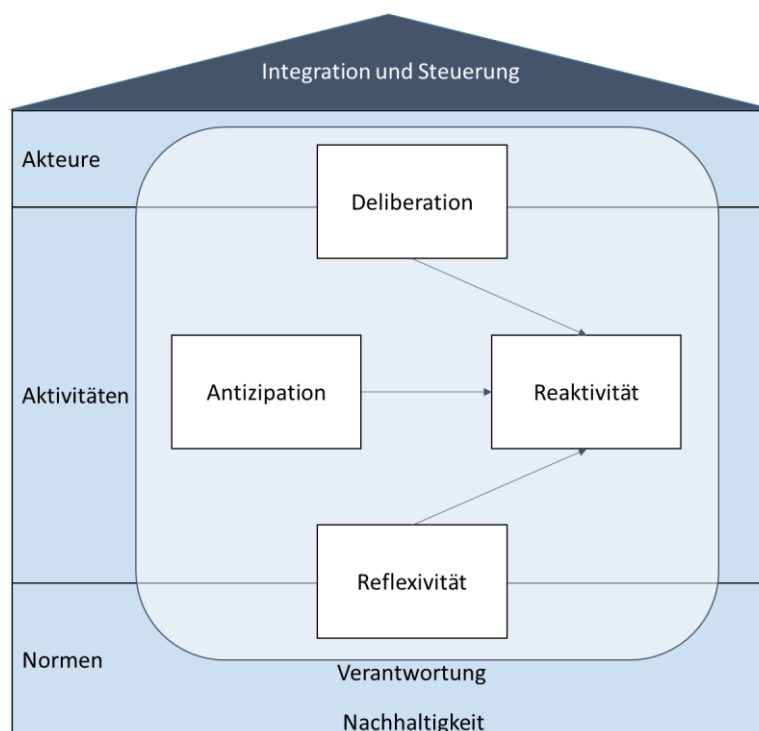 Integration und Steuerung
Akteure
Deliberation
Aktivitäten
Antizipation
Reaktivität
Reflexivität
Normen
Verantwortung
Nachhaltigkeit